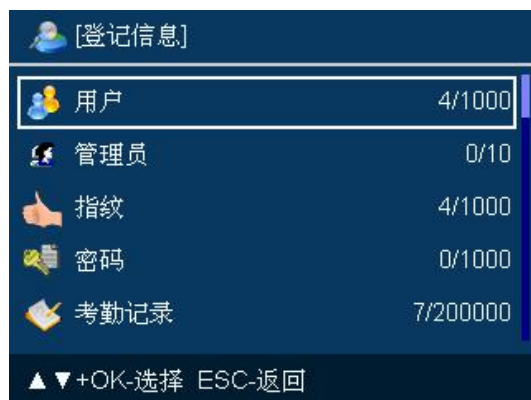 [登记信息]
用户 4/1000
管理员 0/10
指纹 4/1000
密码 0/1000
考勤记录 7/200000
▲▼+OK-选择 ESC-返回